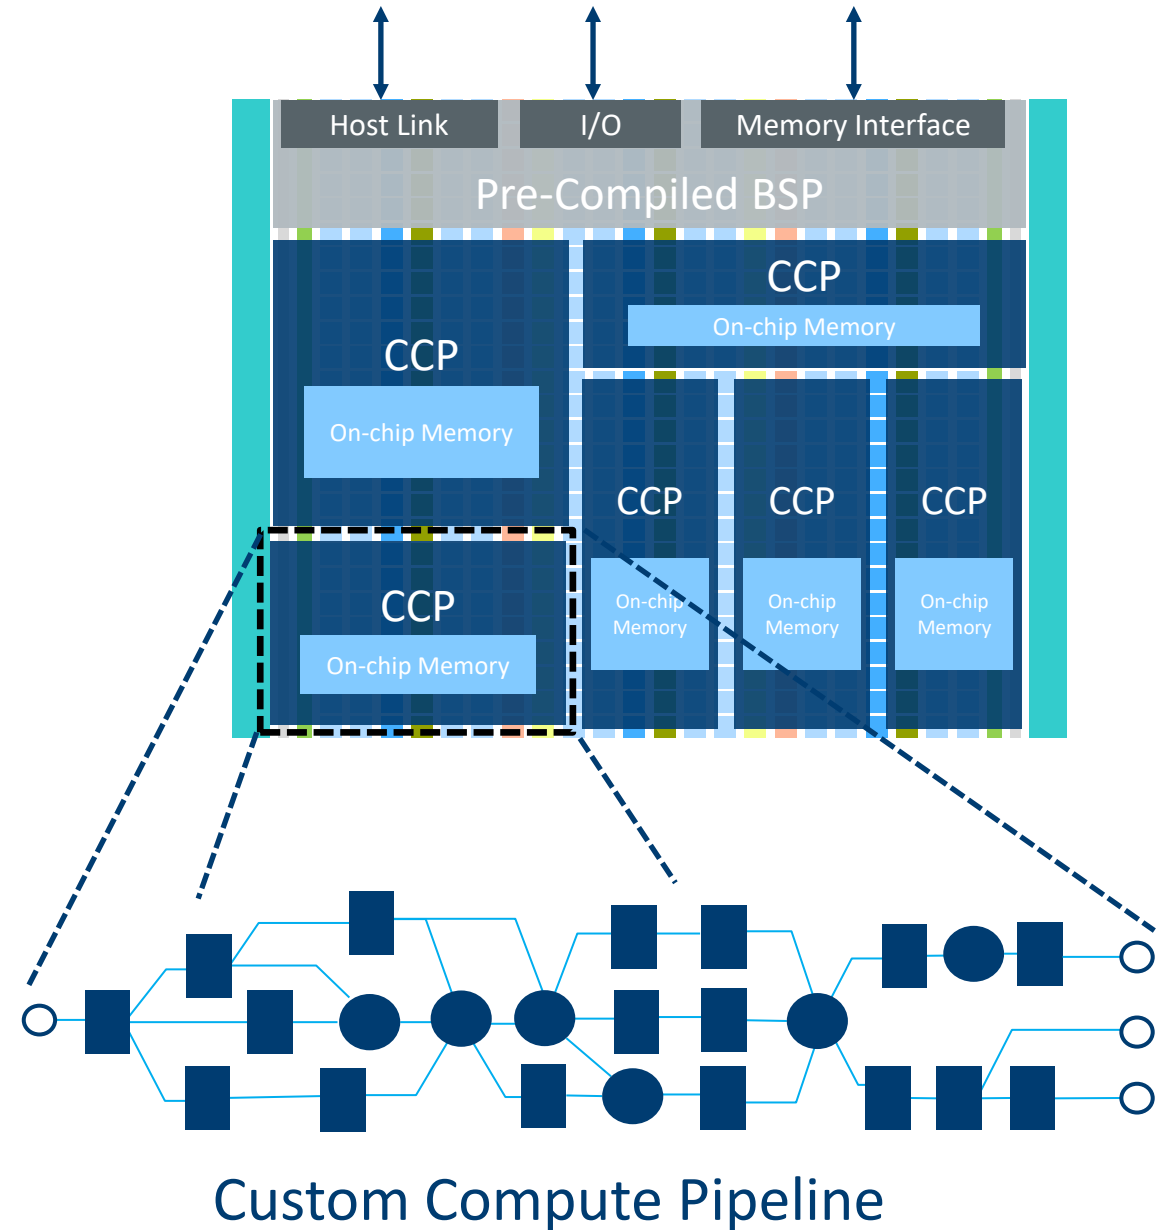 Host Link
I/O
Memory Interface
Pre-Compiled BSP
CCP
On-chip Memory
CCP
On-chip Memory
CCP
On-chip
Memory
CCP
On-chip
Memory
CCP
On-chip
Memory
CCP
On-chip Memory
Custom Compute Pipeline